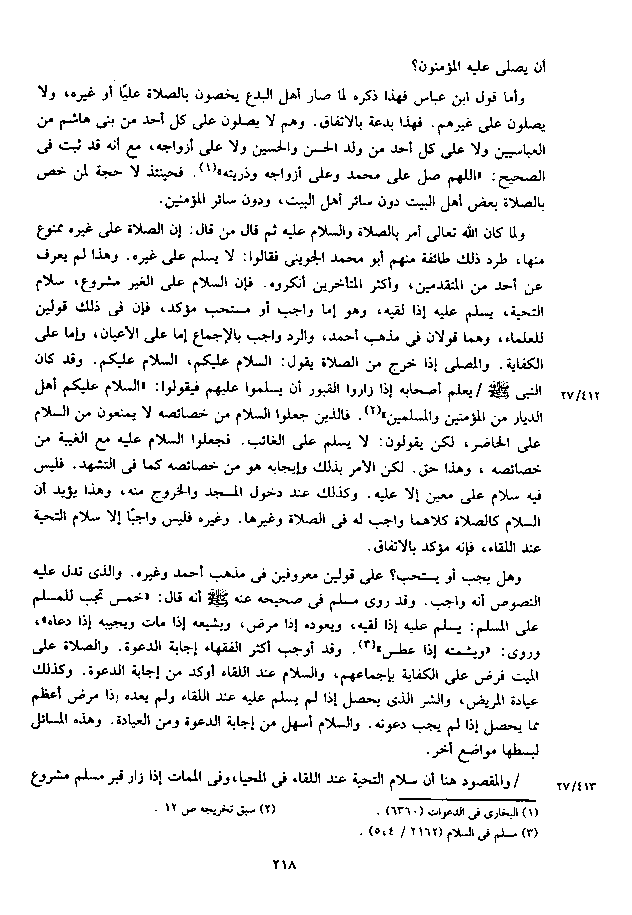 أن يصلى عليه المؤمنون؟
وأما قول ابن عباس فهذا ذكره لما صار أهل البدع يخصون بالصلاة عليًا أو غيره، ولا
يصلون على غيرهم. فهذا بدعة بالاتفاق. وهم لا يصلون على كل أحد من بنى هاشم من
العباسيين ولا على كل أحد من ولد الحسن والحسين ولا على أزواجه، مع أنه قد ثبت فى
الصحيح: «اللهم صل على محمد وعلى أزواجه وذريته»(١). فحينئذ لا حجة لمن خص
بالصلاة بعض أهل البيت دون سائر أهل البيت، ودون سائر المؤمنين.
ولما كان الله تعالى أمر بالصلاة والسلام عليه ثم قال من قال: إن الصلاة على غيره ممنوع
منها، طرد ذلك طائفة منهم أبو محمد الجوينى فقالوا: لا يسلم على غيره. وهذا لم يعرف
عن أحد من المتقدمين، وأكثر المتأخرين أنكروه. فإن السلام على الغير مشروع، سلام
التحية، يسلم عليه إذا لقيه، وهو إما واجب أو مستحب مؤكد، فإن فى ذلك قولين
للعلماء، وهما قولان فى مذهب أحمد، والرد واجب بالإجماع إما على الأعيان، وإما على
الكفاية. والمصلى إذا خرج من الصلاة يقول: السلام عليكم، السلام عليكم. وقد كان
النبى ﷺ / يعلم أصحابه إذا زاروا القبور أن يسلموا عليهم فيقولوا: «السلام عليكم أهل ٢٧/٤١٢
الديار من المؤمنين والمسلمين»(٢). فالذين جعلوا السلام من خصائصه لا يمنعون من السلام
على الحاضر، لكن يقولون: لا يسلم على الغائب. فجعلوا السلام عليه مع الغيبة من
خصائصه ، وهذا حق. لكن الأمر بذلك وإيجابه هو من خصائصه كما فى التشهد. فليس
فيه سلام على معين إلا عليه. وكذلك عند دخول المسجد والخروج منه، وهذا يؤيد أن
السلام كالصلاة كلاهما واجب له فى الصلاة وغيرها. وغيره فليس واجبًا إلا سلام التحية
عند اللقاء، فإنه مؤكد بالاتفاق.
وهل يجب أو يستحب؟ على قولين معروفين فى مذهب أحمد وغيره. والذى تدل عليه
النصوص أنه واجب. وقد روى مسلم فى صحيحه عنه ﷺ أنه قال: «خمس تجب للمسلم
على المسلم: يسلم عليه إذا لقيه، ويعوده إذا مرض، ويشيعه إذا مات ويجيبه إذا دعاه»،
وروى: «ويشمته إذا عطس»(٣). وقد أوجب أكثر الفقهاء إجابة الدعوة. والصلاة على
الميت فرض على الكفاية بإجماعهم، والسلام عند اللقاء أوكد من إجابة الدعوة. وكذلك
عيادة المريض، والشر الذى يحصل إذا لم يسلم عليه عند اللقاء ولم يعده إذا مرض أعظم
مما يحصل إذا لم يجب دعوته. والسلام أسهل من إجابة الدعوة ومن العيادة. وهذه المسائل
لبسطها مواضع أخر.
/ والمقصود هنا أن سلام التحية عند اللقاء فى المحيا، وفى الممات إذا زار قبر مسلم مشروع ٢٧/٤١٣
(١) البخارى فى الدعوات (٦٣٦٠) . (٢) سبق تخريجه ص ١٢ .
(٣) مسلم فى السلام (٢١٦٢ / ٤، ٥) .
٢١٨